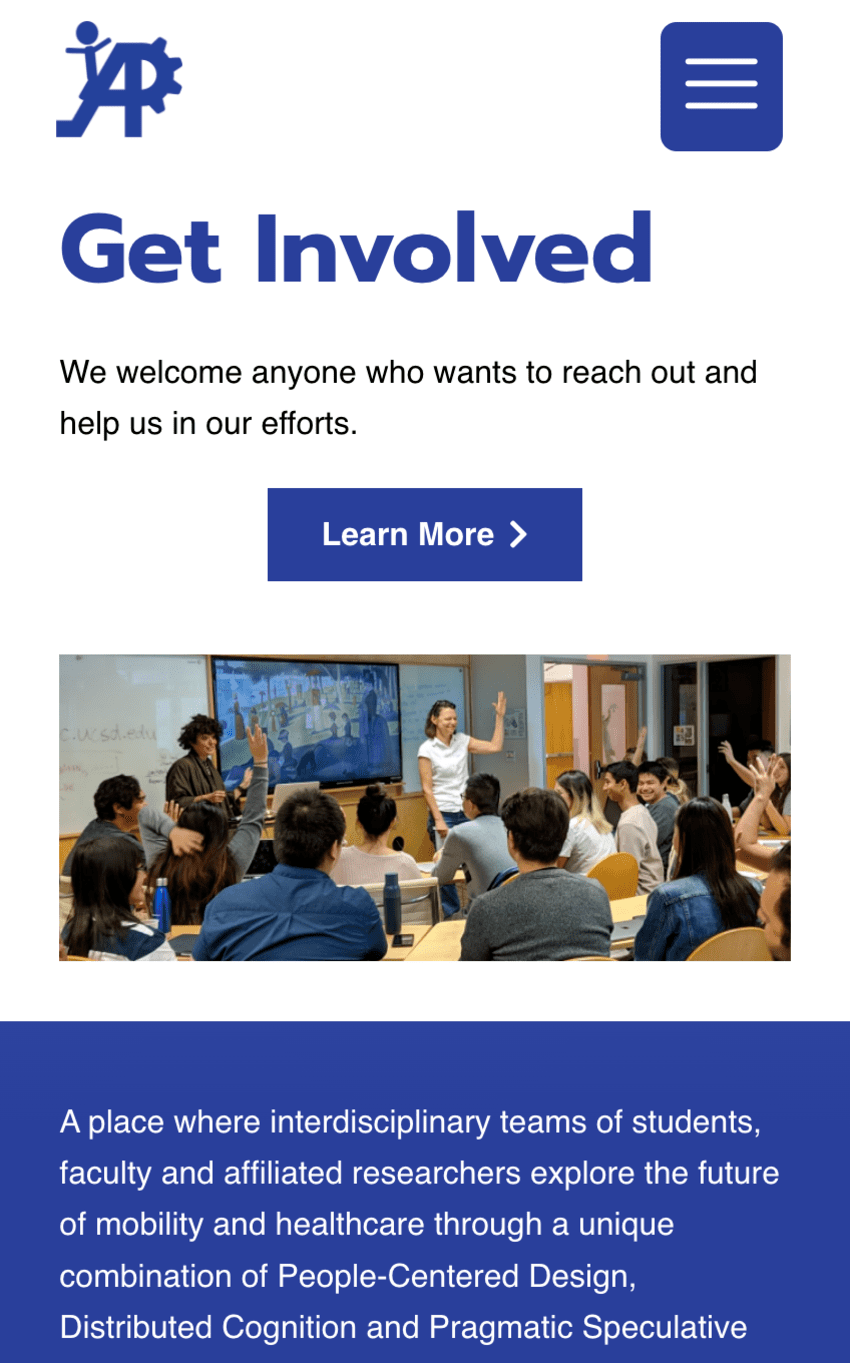 AP
Get Involved
We welcome anyone who wants to reach out and
help us in our efforts.
Learn More
c.ucsd.edu
A place where interdisciplinary teams of students,
faculty and affiliated researchers explore the future
of mobility and healthcare through a unique
combination of People-Centered Design,
Distributed Cognition and Pragmatic Speculative